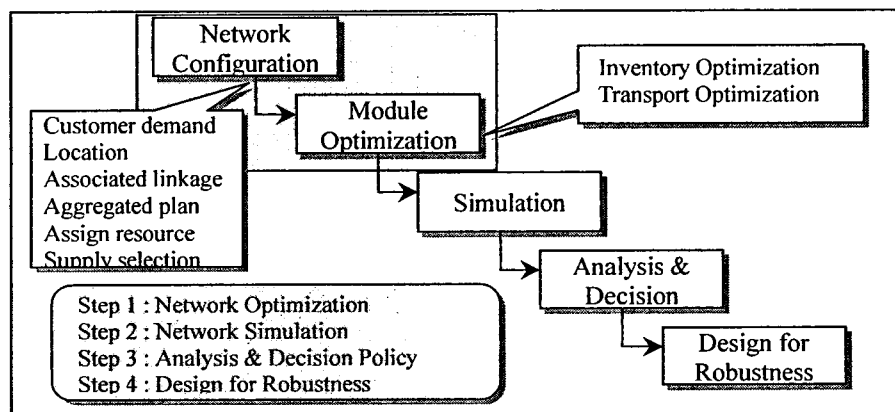 Network
Configuration
Inventory Optimization
Transport Optimization
Module
Optimization
Customer demand
Location
Associated linkage
Aggregated plan
Assign resource
Supply selection
Simulation
Analysis &
Decision
Step 1 : Network Optimization
Step 2 : Network Simulation
Step 3 : Analysis & Decision Policy
Step 4 : Design for Robustness
Design for
Robustness